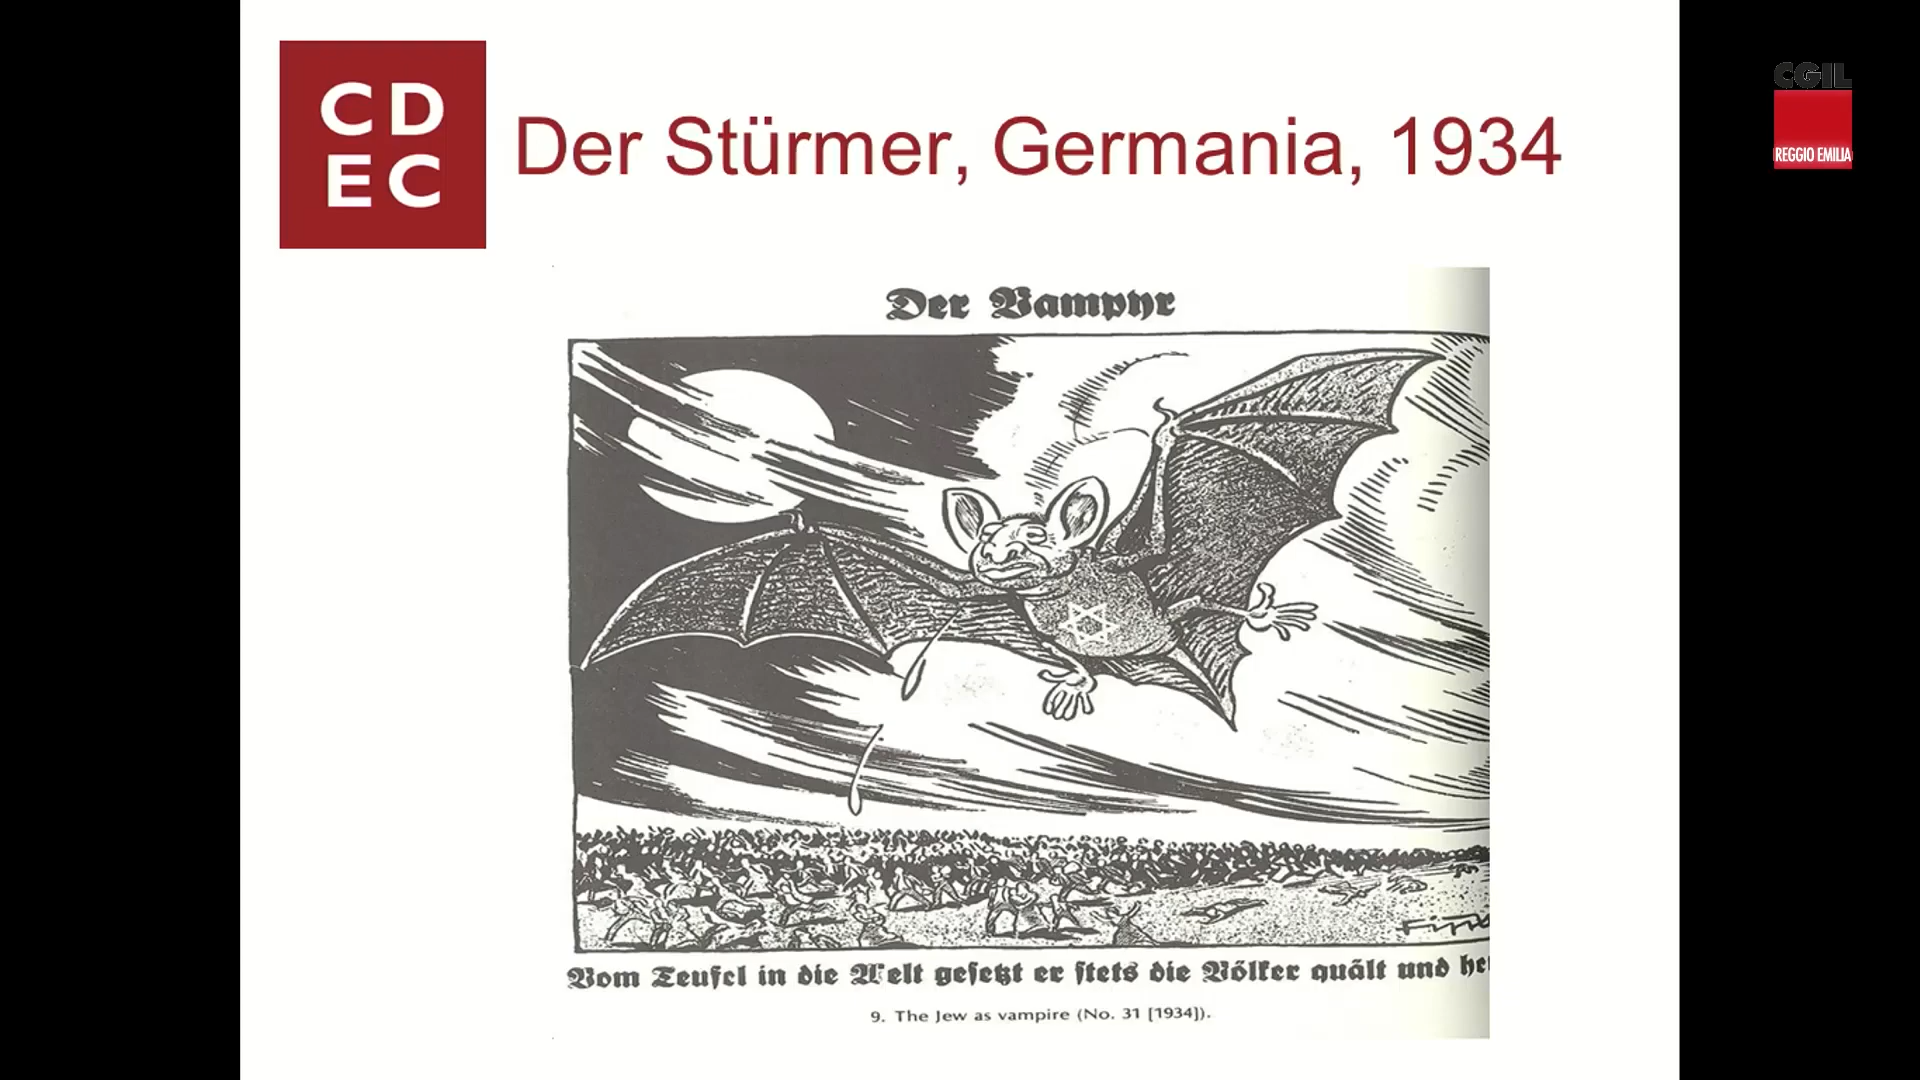 CD
EC
Der Stürmer, Germania, 1934
CGIL
REGGIO EMILIA
Der Vampyr
Vom Teufel in die Welt gesetzt er stets die Völker quält und
9. The Jew as vampire (No. 31 [1934]).